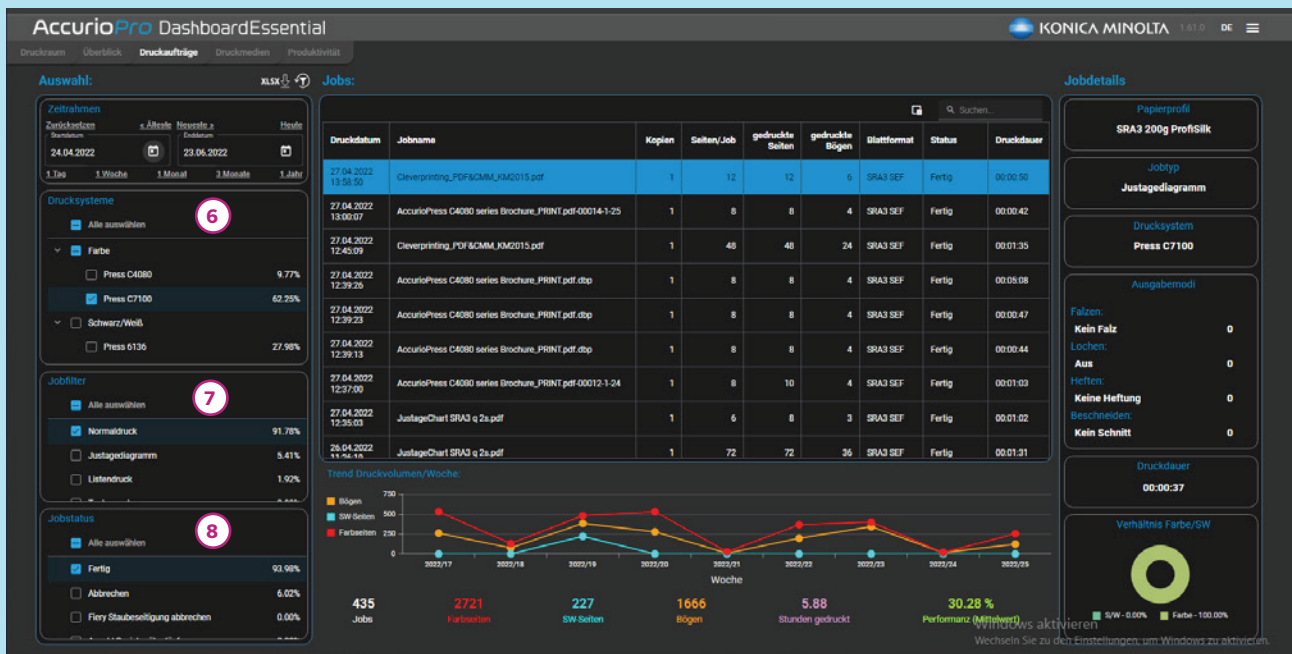 AccurioPro DashboardEssential
KONICA MINOLTA 1.61.0 DE
Druckraum Überblick Druckaufträge Druckmedien Produktivität
Auswahl: XLSX
Zeitrahmen
Zurücksetzen < Älteste Neueste > Heute
Startdatum Enddatum
24.04.2022 23.06.2022
1 Tag 1 Woche 1 Monat 3 Monate 1 Jahr
Drucksysteme
6
Alle auswählen
Farbe
Press C4080 9.77%
Press C7100 62.25%
Schwarz/Weiß
Press 6136 27.98%
Jobfilter
7
Alle auswählen
Normaldruck 91.78%
Justagediagramm 5.41%
Listendruck 1.92%
Jobstatus
8
Alle auswählen
Fertig 93.98%
Abbrechen 6.02%
Fiery Staubeseitigung abbrechen 0.00%
Jobs:
Suchen...
Druckdatum Jobname Kopien Seiten/Job gedruckte Seiten gedruckte Bögen Blattformat Status Druckdauer
27.04.2022 13:58:50 Cleverprinting_PDF&CMM_KM2015.pdf 1 12 12 6 SRA3 SEF Fertig 00:00:50
27.04.2022 13:00:07 AccurioPress C4080 series Brochure_PRINT.pdf-00014-1-25 1 8 8 4 SRA3 SEF Fertig 00:00:42
27.04.2022 12:45:09 Cleverprinting_PDF&CMM_KM2015.pdf 1 48 48 24 SRA3 SEF Fertig 00:01:35
27.04.2022 12:39:26 AccurioPress C4080 series Brochure_PRINT.pdf.dbp 1 8 8 4 SRA3 SEF Fertig 00:05:08
27.04.2022 12:39:23 AccurioPress C4080 series Brochure_PRINT.pdf.dbp 1 8 8 4 SRA3 SEF Fertig 00:00:47
27.04.2022 12:39:13 AccurioPress C4080 series Brochure_PRINT.pdf.dbp 1 8 8 4 SRA3 SEF Fertig 00:00:44
27.04.2022 12:37:00 AccurioPress C4080 series Brochure_PRINT.pdf-00012-1-24 1 8 10 4 SRA3 SEF Fertig 00:01:03
27.04.2022 12:35:03 JustageChart SRA3 q 2s.pdf 1 6 8 3 SRA3 SEF Fertig 00:01:02
26.04.2022 JustageChart SRA3 q 2s.pdf 1 72 72 36 SRA3 SEF Fertig 00:01:31
Trend Druckvolumen/Woche:
Bögen
SW-Seiten
Farbseiten
750
500
250
0
2022/17 2022/18 2022/19 2022/20 2022/21 2022/22 2022/23 2022/24 2022/25
Woche
435 2721 227 1666 5.88 30.28 %
Jobs Farbseiten SW-Seiten Bögen Stunden gedruckt Performanz (Mittelwert)
Jobdetails
Papierprofil
SRA3 200g ProfiSilk
Jobtyp
Justagediagramm
Drucksystem
Press C7100
Ausgabemodi
Falzen:
Kein Falz 0
Lochen:
Aus 0
Heften:
Keine Heftung 0
Beschneiden:
Kein Schnitt 0
Druckdauer
00:00:37
Verhältnis Farbe/SW
S/W - 0.00% Farbe - 100.00%
Windows aktivieren
Wechseln Sie zu den Einstellungen, um Windows zu aktivieren.